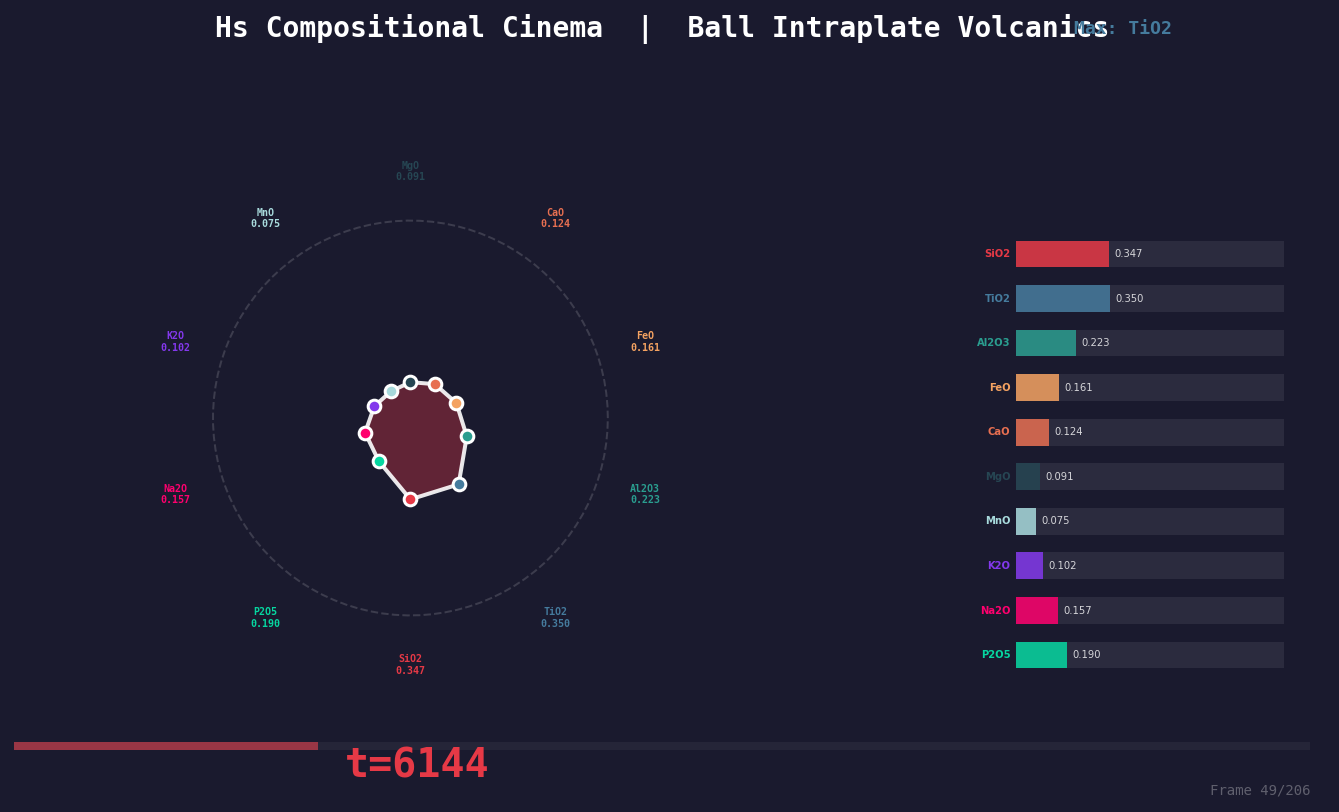 Hs Compositional Cinema | Ball Intraplate Volcanics
Max: TiO2
MgO
0.091
MnO
0.075
CaO
0.124
K2O
0.102
FeO
0.161
Na2O
0.157
Al2O3
0.223
P2O5
0.190
TiO2
0.350
SiO2
0.347
SiO2 0.347
TiO2 0.350
Al2O3 0.223
FeO 0.161
CaO 0.124
MgO 0.091
MnO 0.075
K2O 0.102
Na2O 0.157
P2O5 0.190
t=6144
Frame 49/206